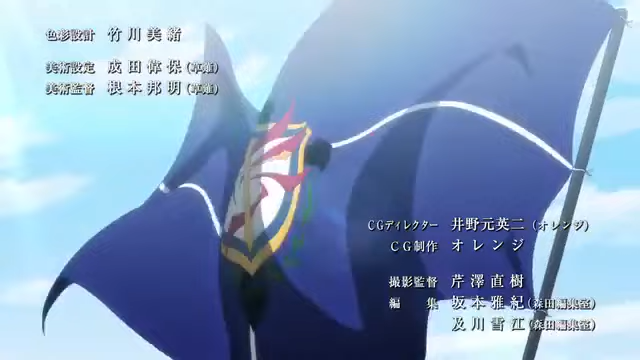 色彩設計 竹川美緒
美術設定 成田偉保(草薙)
美術監督 根本邦明(草薙)
CGディレクター 井野元英二(オレンジ)
CG制作 オレンジ
撮影監督 芹澤直樹
編集 坂本雅紀(森田編集室)
及川雪江(森田編集室)